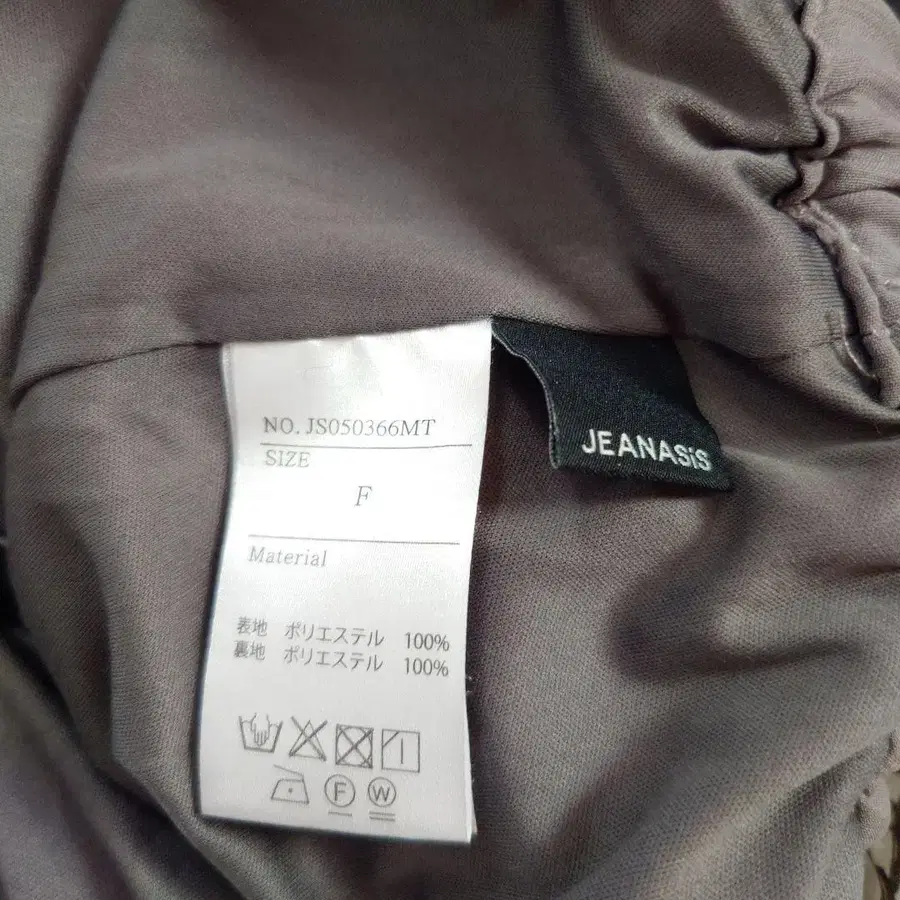 NO. JS050366MT
SIZE
F
Material
表地 ポリエステル 100%
裏地 ポリエステル 100%
F W
JEANASiS